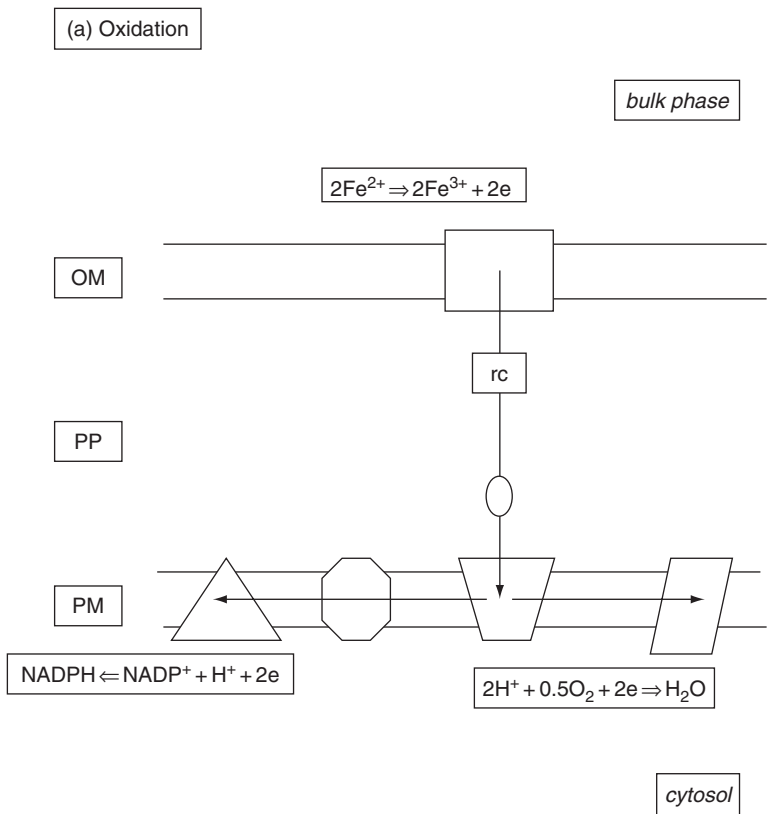 (a) Oxidation
bulk phase
2Fe²⁺ ⇒ 2Fe³⁺ + 2e
OM
rc
PP
PM
NADPH ⇐ NADP⁺ + H⁺ + 2e
2H⁺ + 0.5O₂ + 2e ⇒ H₂O
cytosol